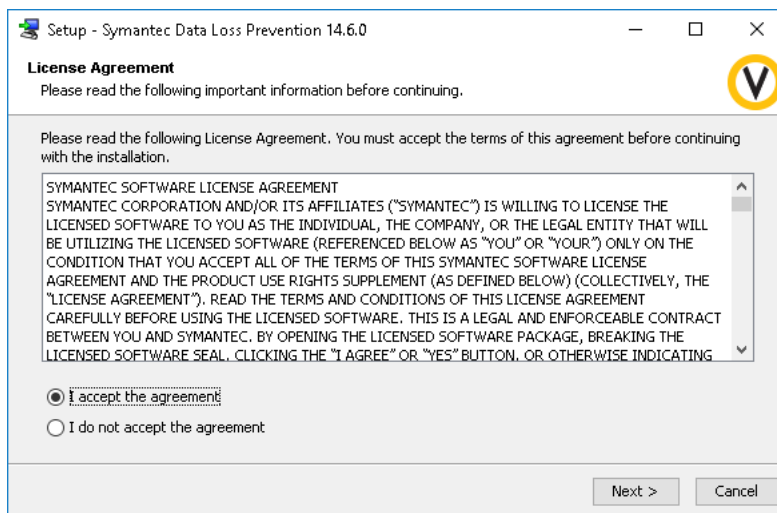 Setup - Symantec Data Loss Prevention 14.6.0
License Agreement
Please read the following important information before continuing.
Please read the following License Agreement. You must accept the terms of this agreement before continuing
with the installation.
SYMANTEC SOFTWARE LICENSE AGREEMENT
SYMANTEC CORPORATION AND/OR ITS AFFILIATES (“SYMANTEC”) IS WILLING TO LICENSE THE
LICENSED SOFTWARE TO YOU AS THE INDIVIDUAL, THE COMPANY, OR THE LEGAL ENTITY THAT WILL
BE UTILIZING THE LICENSED SOFTWARE (REFERENCED BELOW AS “YOU” OR “YOUR”) ONLY ON THE
CONDITION THAT YOU ACCEPT ALL OF THE TERMS OF THIS SYMANTEC SOFTWARE LICENSE
AGREEMENT AND THE PRODUCT USE RIGHTS SUPPLEMENT (AS DEFINED BELOW) (COLLECTIVELY, THE
“LICENSE AGREEMENT”). READ THE TERMS AND CONDITIONS OF THIS LICENSE AGREEMENT
CAREFULLY BEFORE USING THE LICENSED SOFTWARE. THIS IS A LEGAL AND ENFORCEABLE CONTRACT
BETWEEN YOU AND SYMANTEC. BY OPENING THE LICENSED SOFTWARE PACKAGE, BREAKING THE
LICENSED SOFTWARE SEAL, CLICKING THE “I AGREE” OR “YES” BUTTON, OR OTHERWISE INDICATING
I accept the agreement
I do not accept the agreement
Next >
Cancel